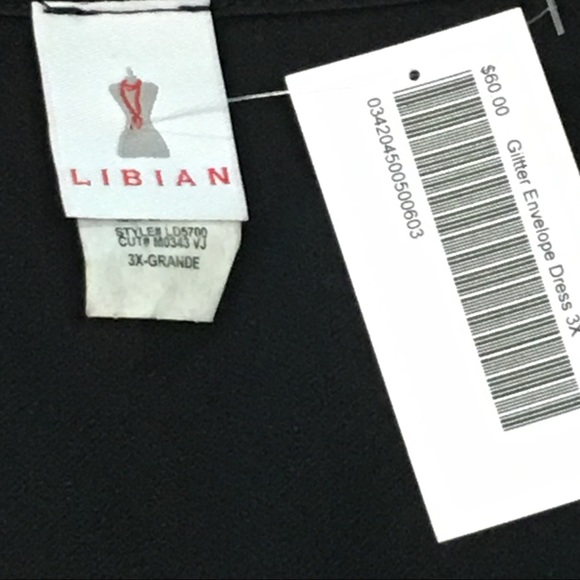 LIBIAN
STYLE# LD5700
CUT# M0343 VJ
3X-GRANDE
$60 00
Glitter Envelope Dress 3X
034204500500603